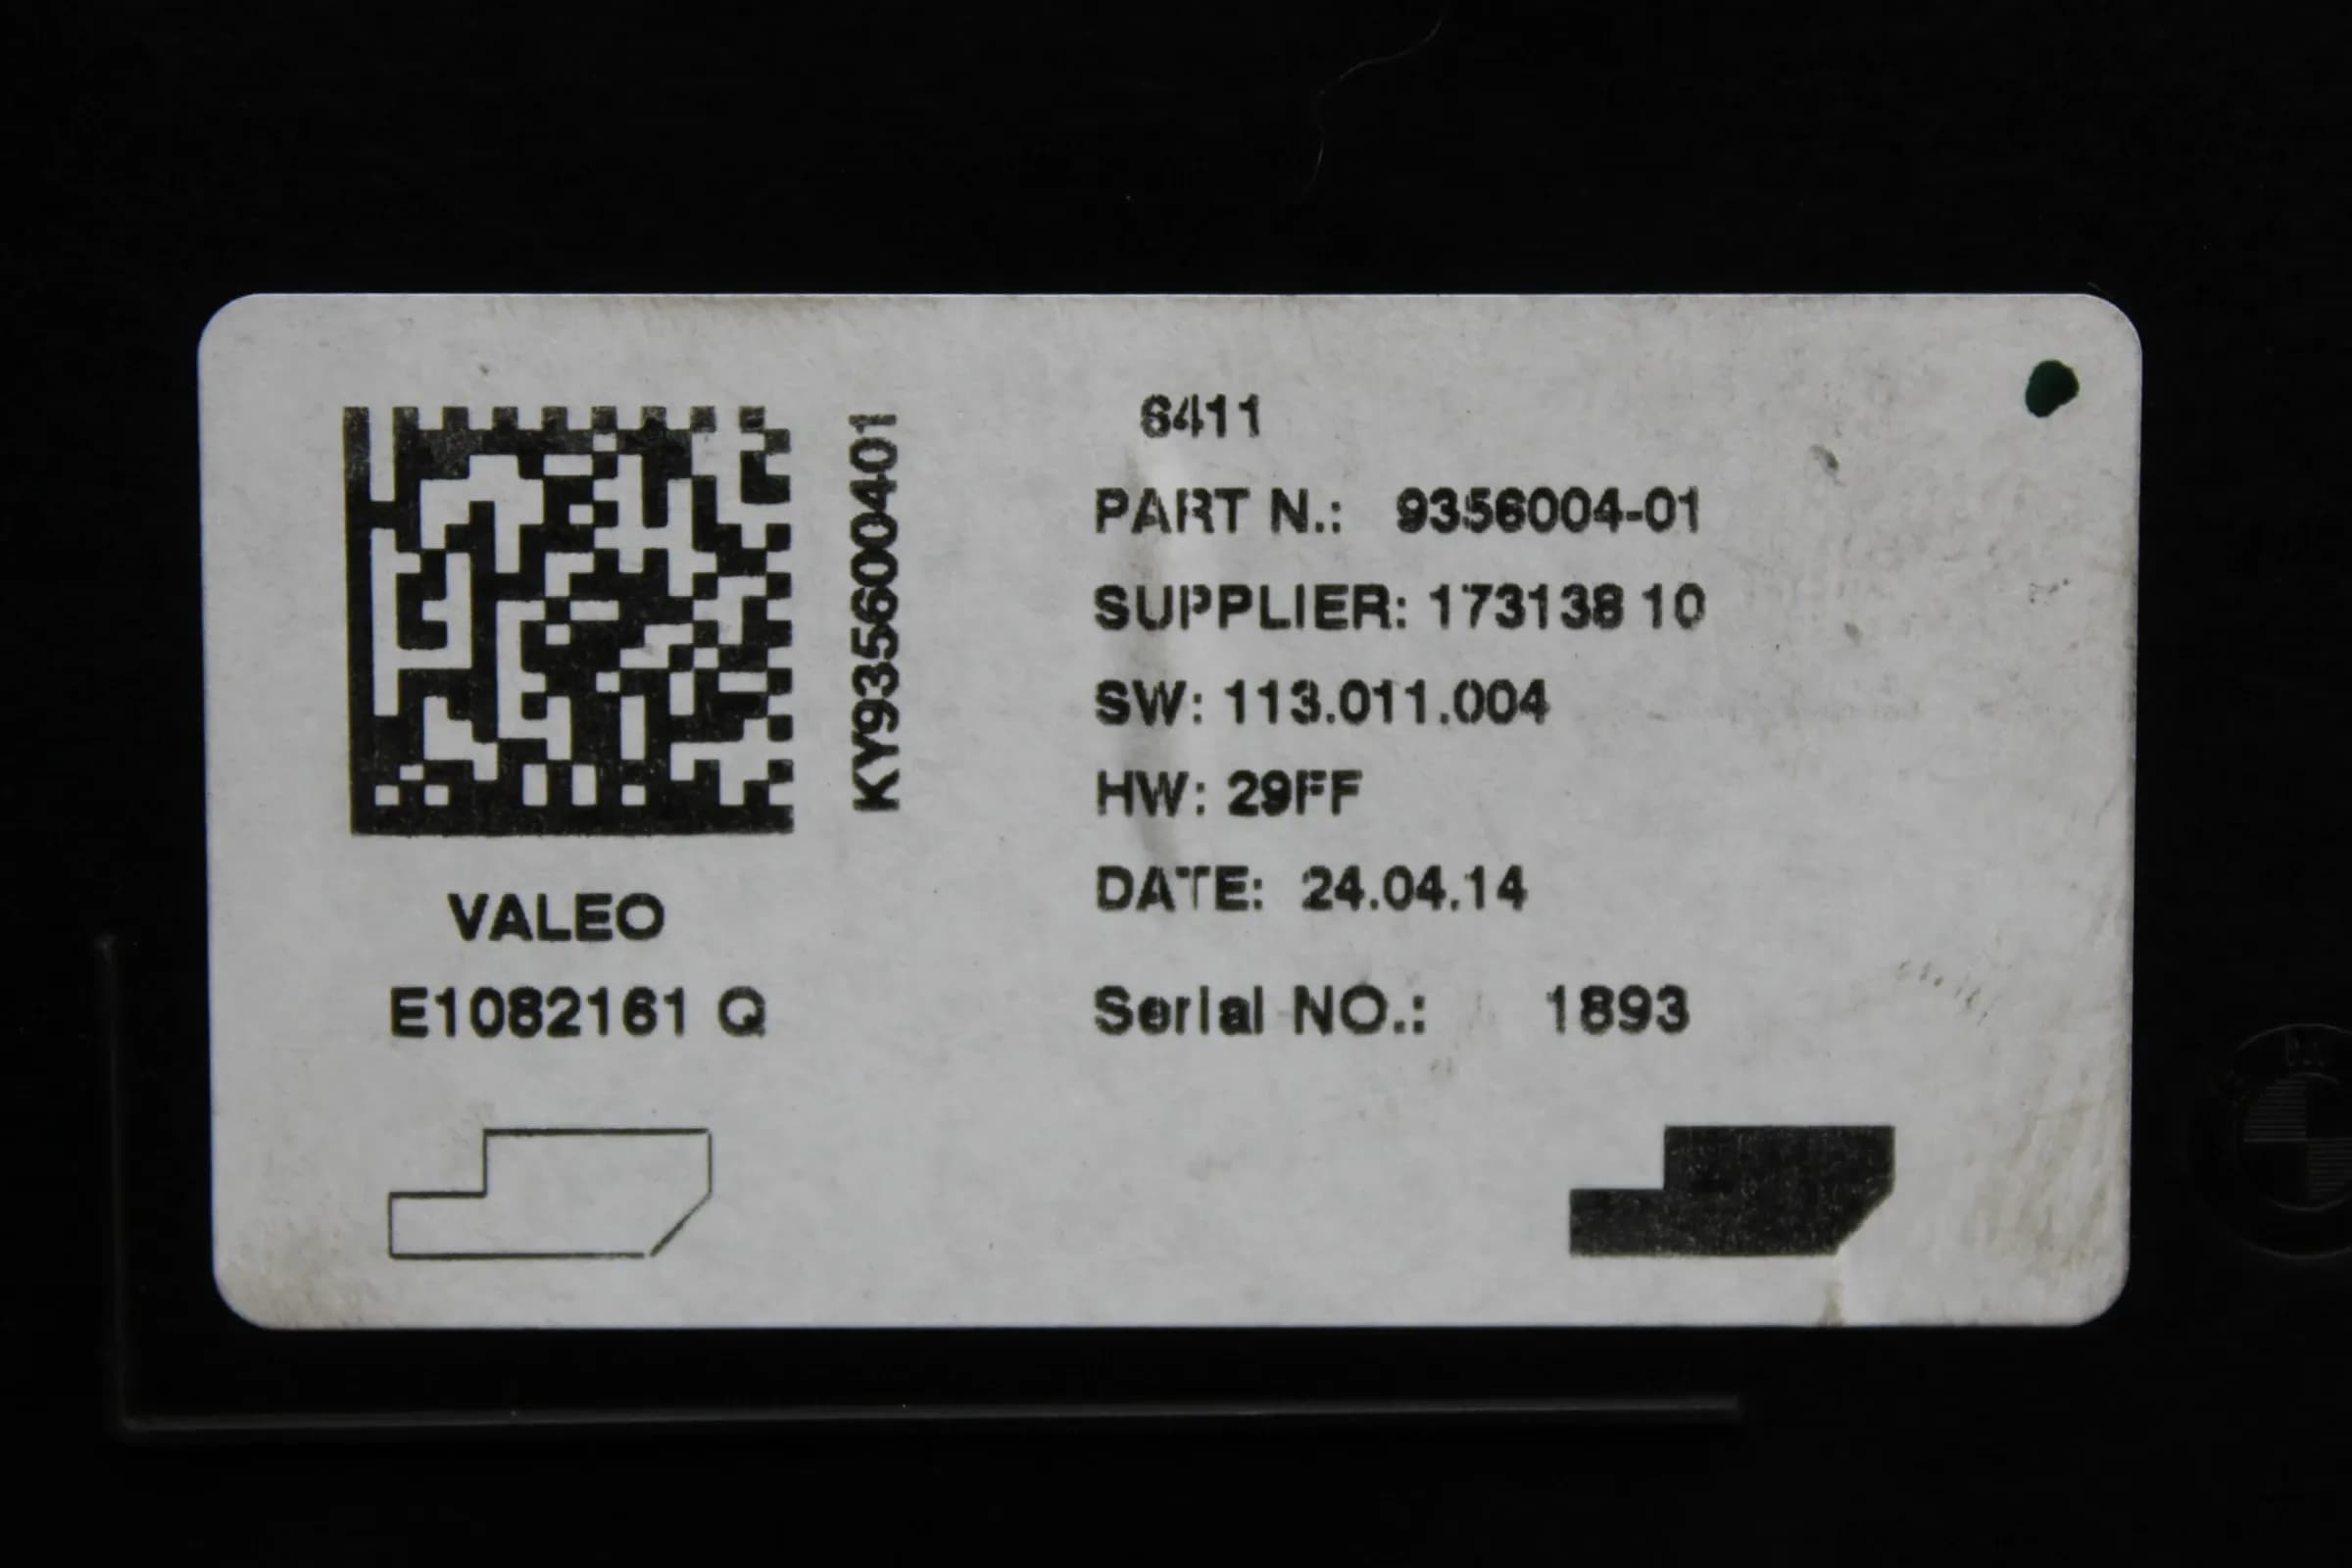 6411
PART N.: 9356004-01
SUPPLIER: 173138 10
SW: 113.011.004
HW: 29FF
DATE: 24.04.14
Serial NO.: 1893
KY935600401
VALEO
E1082161 Q